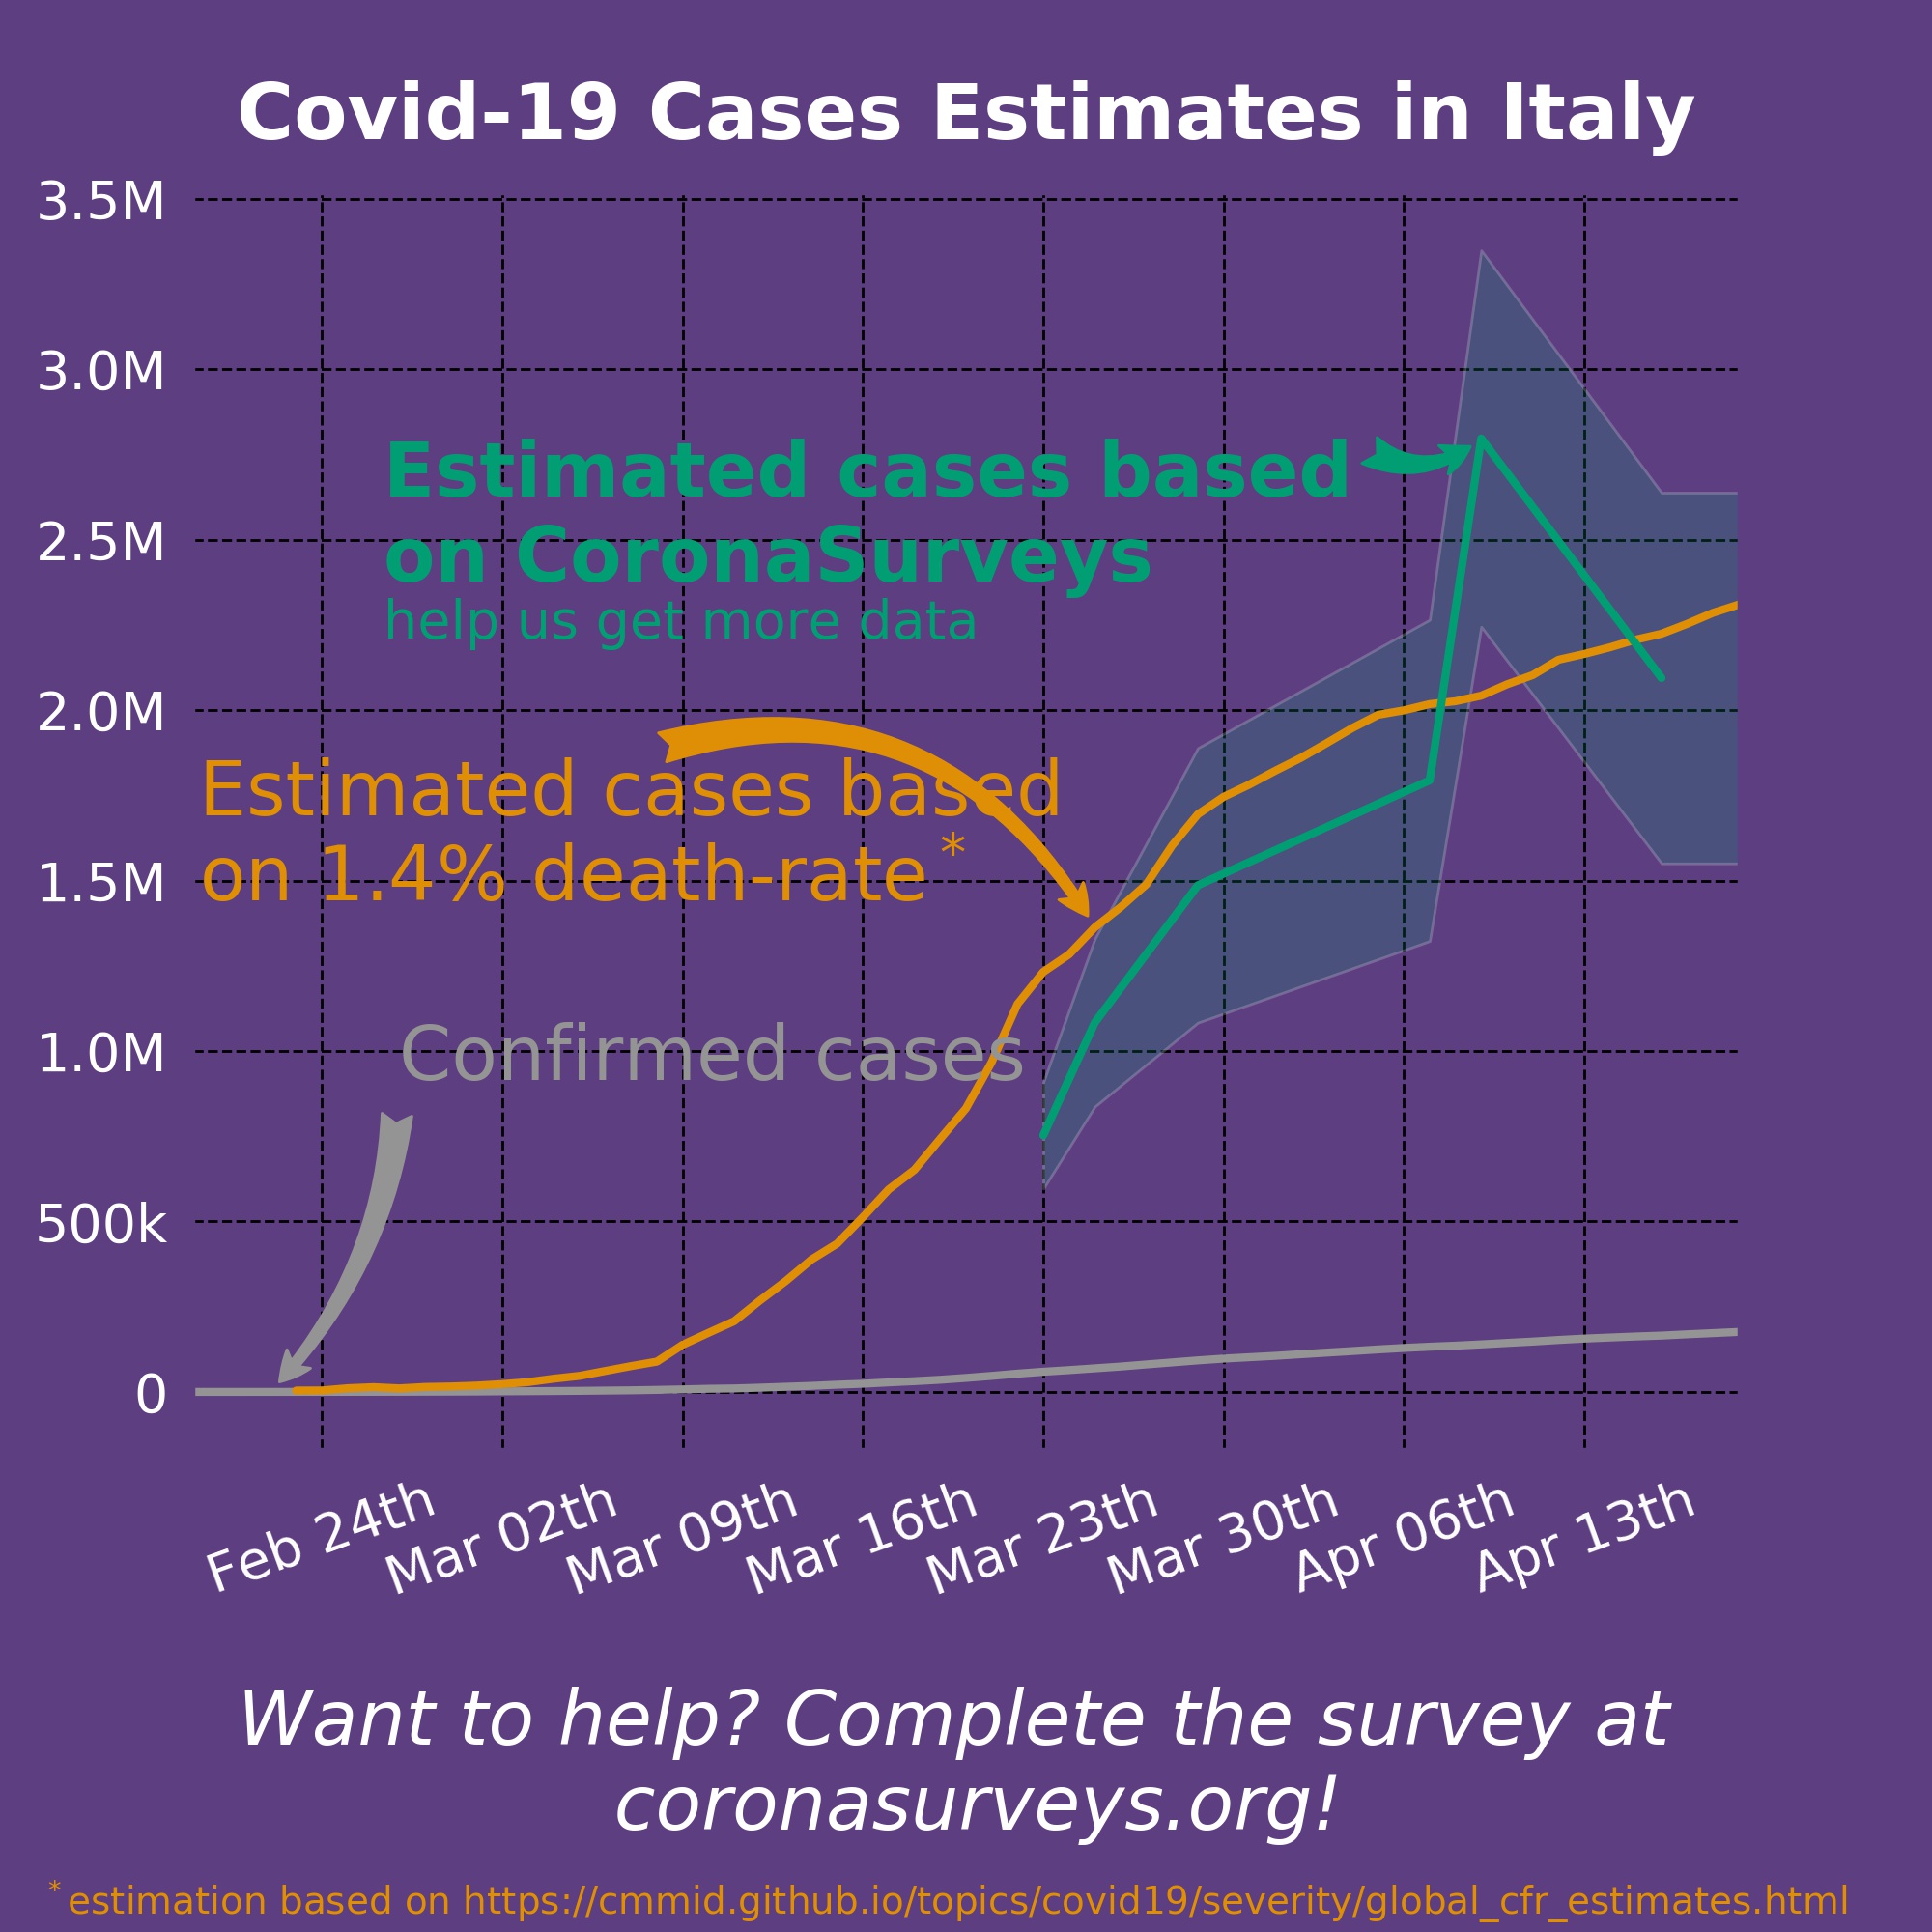 Covid-19 Cases Estimates in Italy
3.5M
3.0M
2.5M
2.0M
1.5M
1.0M
500k
0
Estimated cases based
on CoronaSurveys
help us get more data
Estimated cases based
on 1.4% death-rate*
Confirmed cases
Feb 24th
Mar 02th
Mar 09th
Mar 16th
Mar 23th
Mar 30th
Apr 06th
Apr 13th
Want to help? Complete the survey at
coronasurveys.org!
*estimation based on https://cmmid.github.io/topics/covid19/severity/global_cfr_estimates.html